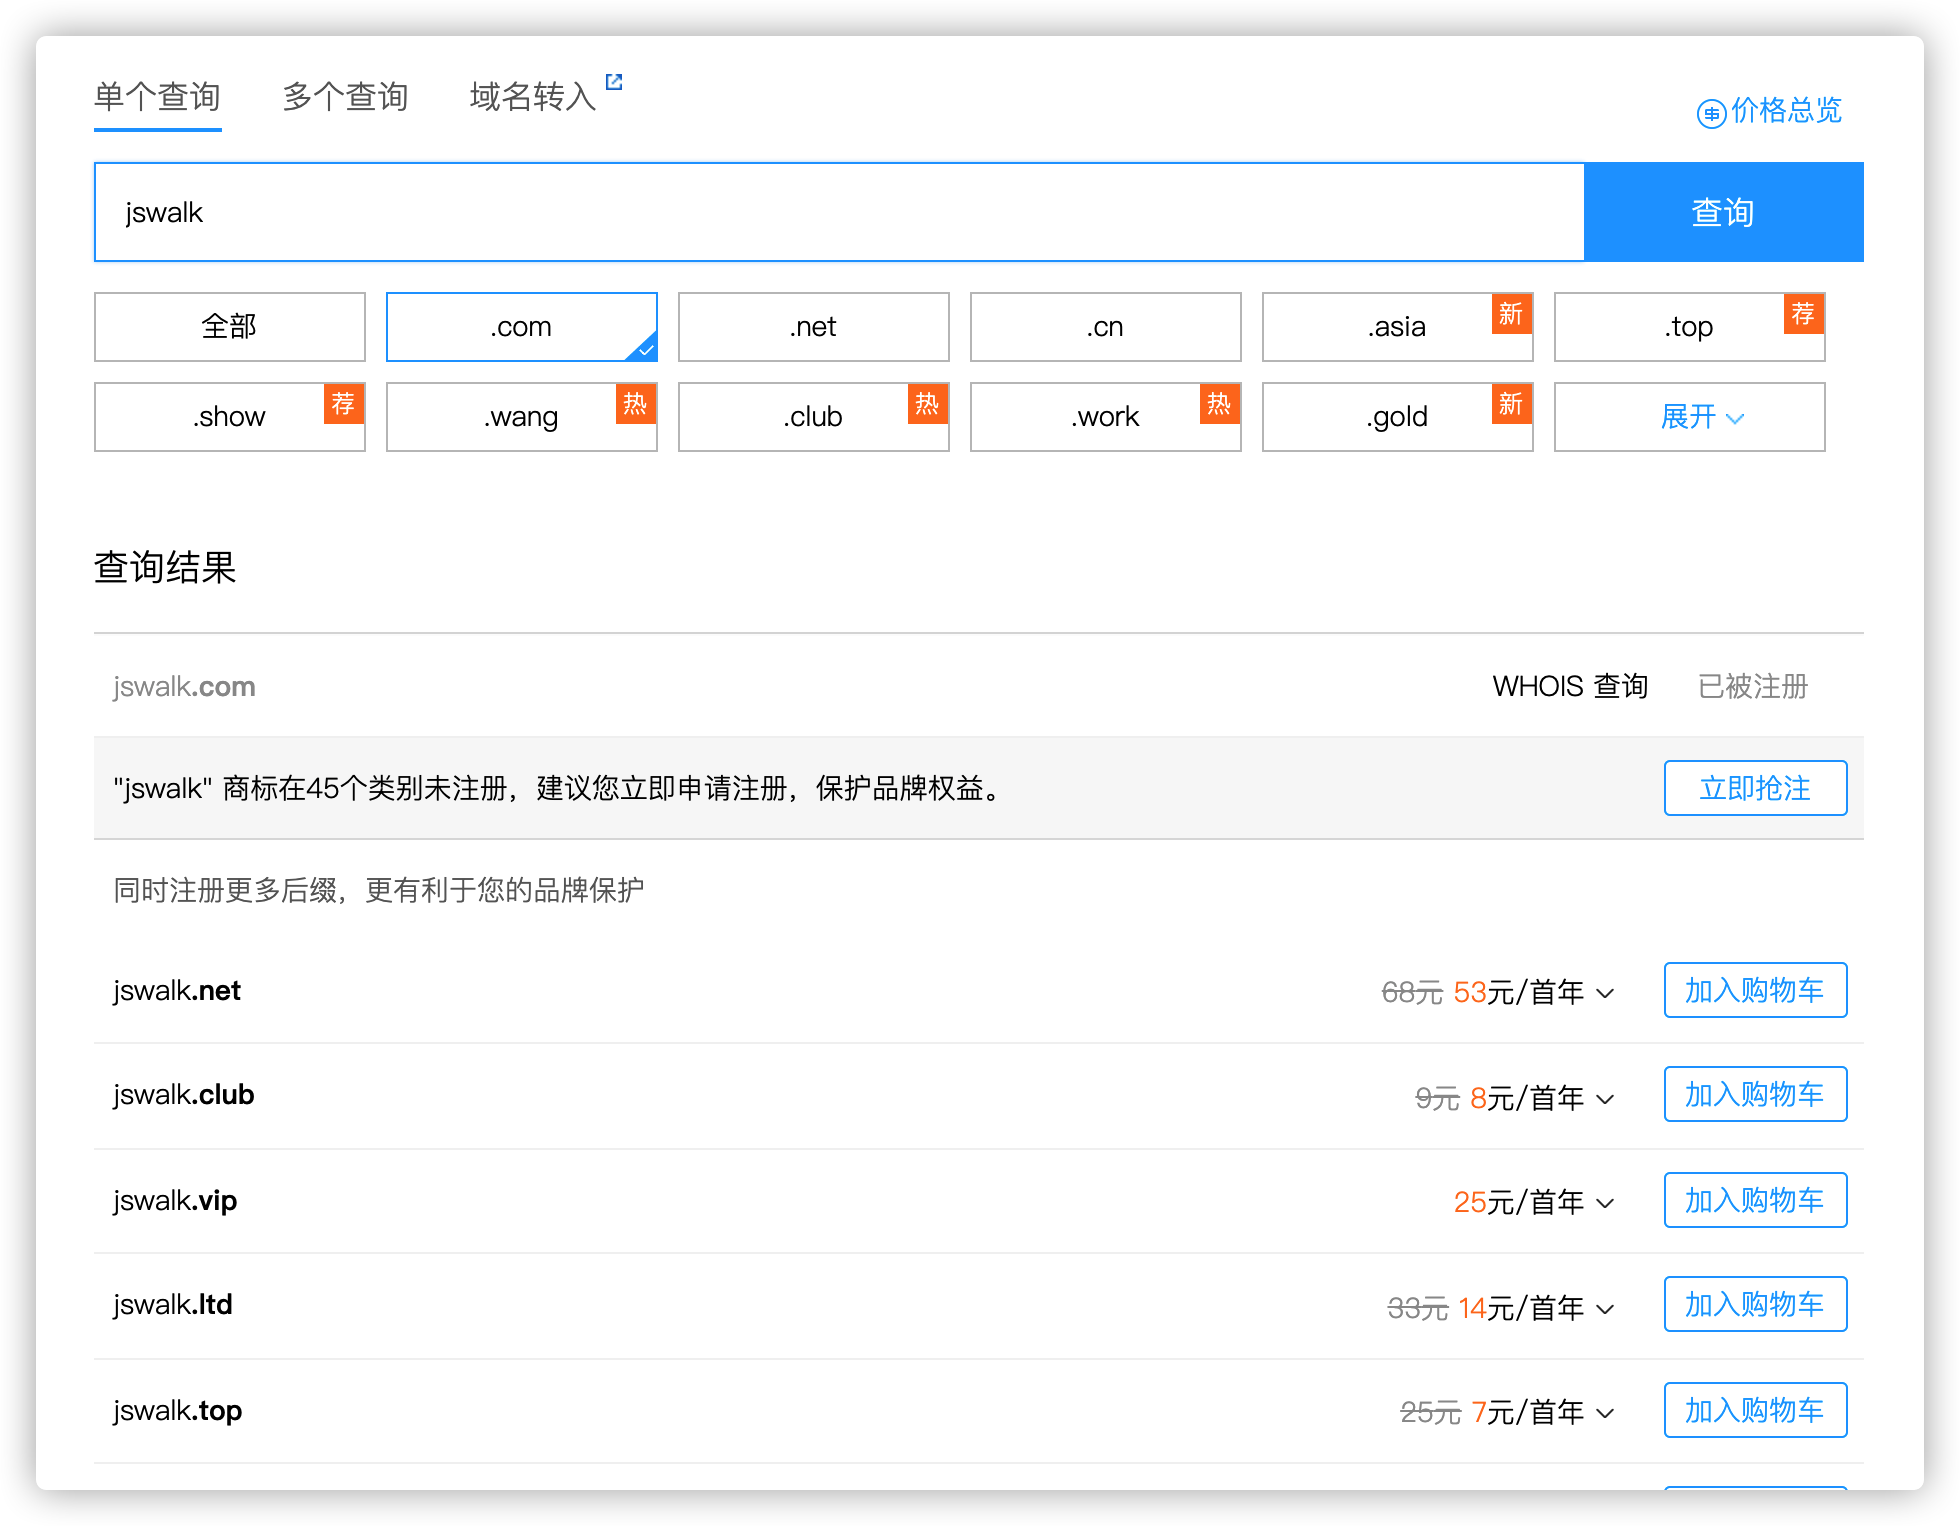 单个查询 多个查询 域名转入
价格总览
jswalk 查询
全部 .com .net .cn .asia 新 .top 荐
.show 荐 .wang 热 .club 热 .work 热 .gold 新 展开
查询结果
jswalk.com WHOIS 查询 已被注册
"jswalk" 商标在45个类别未注册，建议您立即申请注册，保护品牌权益。 立即抢注
同时注册更多后缀，更有利于您的品牌保护
jswalk.net 68元 53元/首年 加入购物车
jswalk.club 9元 8元/首年 加入购物车
jswalk.vip 25元/首年 加入购物车
jswalk.ltd 33元 14元/首年 加入购物车
jswalk.top 25元 7元/首年 加入购物车